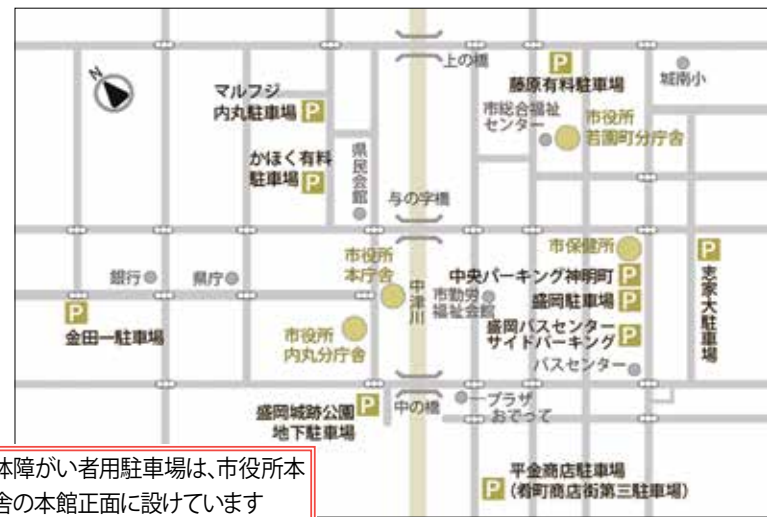 N
上の橋
P
藤原有料駐車場
城南小
マルフジ
内丸駐車場 P
市総合福祉
センター
市役所
若園町分庁舎
かほく有料
駐車場 P
県民会館
与の字橋
市役所
本庁舎
市保健所
P
志家大駐車場
銀行
県庁
中津川
市勤労
福祉会館
中央パーキング神明町 P
盛岡駐車場 P
P
金田一駐車場
市役所
内丸分庁舎
盛岡バスセンター
サイドパーキング P
バスセンター
盛岡城跡公園 P
地下駐車場
中の橋
プラザ
おでって
体障がい者用駐車場は、市役所本
舎の本館正面に設けています
平金商店駐車場
P (肴町商店街第三駐車場)